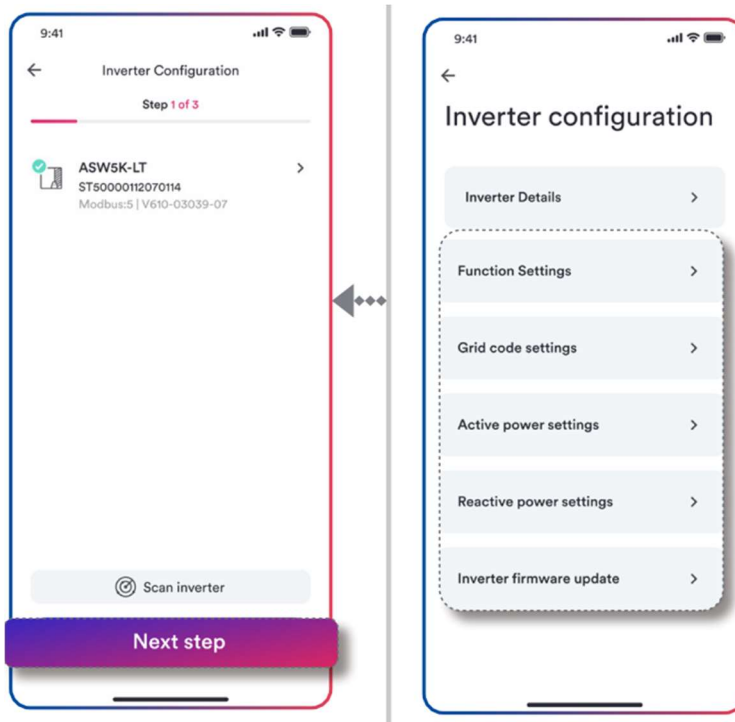 9:41
Inverter Configuration
Step 1 of 3
ASW5K-LT
ST50000112070114
Modbus:5 | V610-03039-07
Scan inverter
Next step
9:41
Inverter configuration
Inverter Details
Function Settings
Grid code settings
Active power settings
Reactive power settings
Inverter firmware update